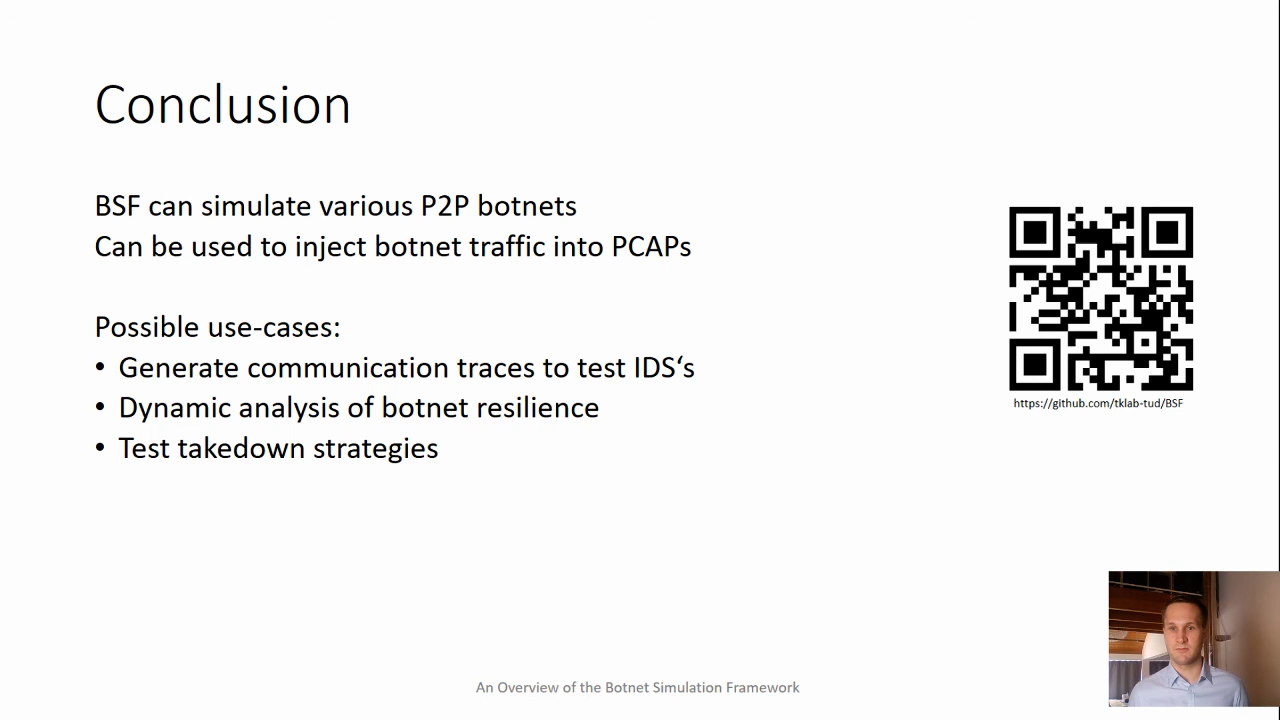 Conclusion
BSF can simulate various P2P botnets
Can be used to inject botnet traffic into PCAPs
Possible use-cases:
• Generate communication traces to test IDS‘s
• Dynamic analysis of botnet resilience
• Test takedown strategies
https://github.com/tklab-tud/BSF
An Overview of the Botnet Simulation Framework